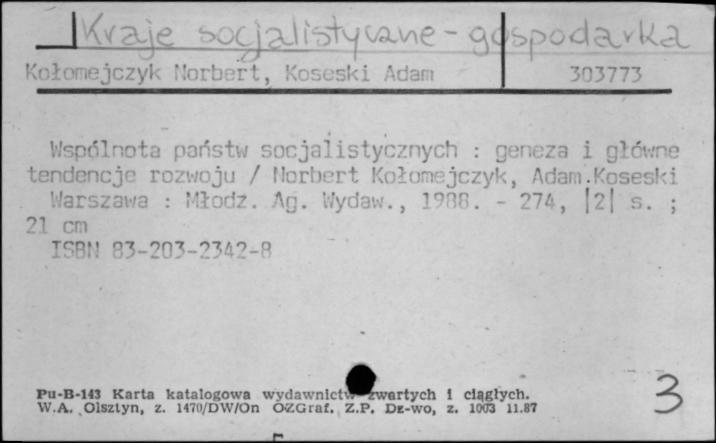 Kraje socjalistyczne - gospodarka
Kołomejczyk Norbert, Koseski Adam 303773
Wspólnota państw socjalistycznych : geneza i główne
tendencje rozwoju / Norbert Kołomejczyk, Adam.Koseski
Warszawa : Młodz. Ag. Wydaw., 1988. - 274, |2| s. ;
21 cm
ISBN 83-203-2342-8
Pu-B-143 Karta katalogowa wydawnictw zwartych i ciągłych.
W.A. Olsztyn, z. 1470/DW/On OZGraf. Z.P. Dz-wo, z. 1003 11.87
3